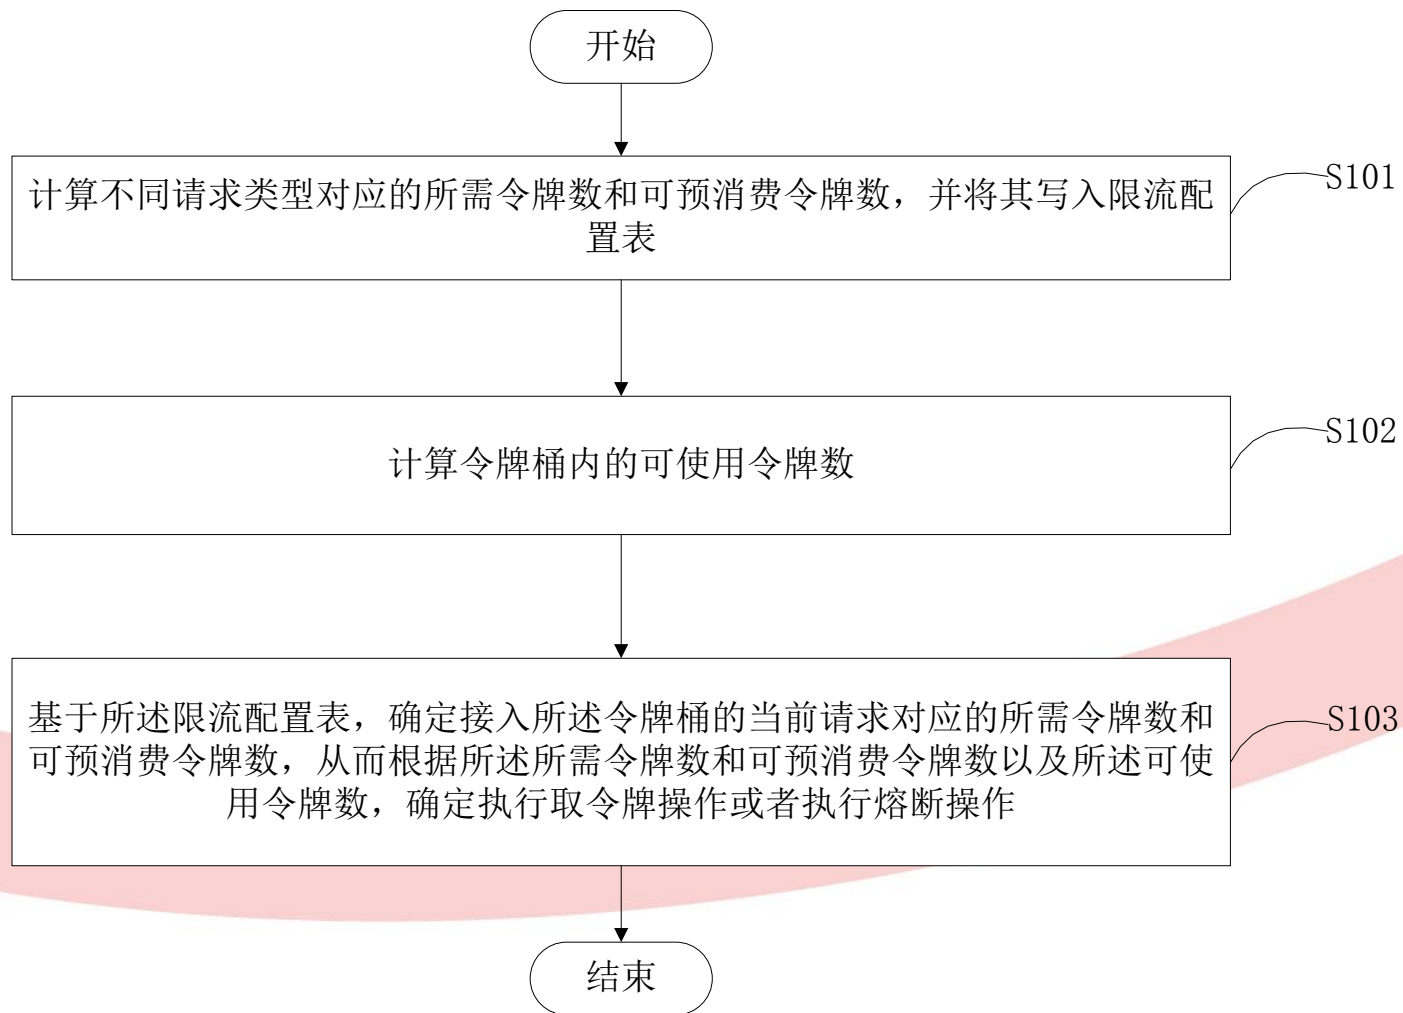 开始
计算不同请求类型对应的所需令牌数和可预消费令牌数，并将其写入限流配
置表
S101
计算令牌桶内的可使用令牌数
S102
基于所述限流配置表，确定接入所述令牌桶的当前请求对应的所需令牌数和
可预消费令牌数，从而根据所述所需令牌数和可预消费令牌数以及所述可使
用令牌数，确定执行取令牌操作或者执行熔断操作
S103
结束